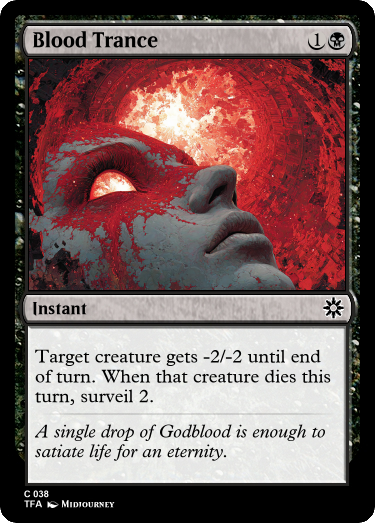 Blood Trance 1
Instant
Target creature gets -2/-2 until end
of turn. When that creature dies this
turn, surveil 2.
A single drop of Godblood is enough to
satiate life for an eternity.
C 038
TFA Midjourney